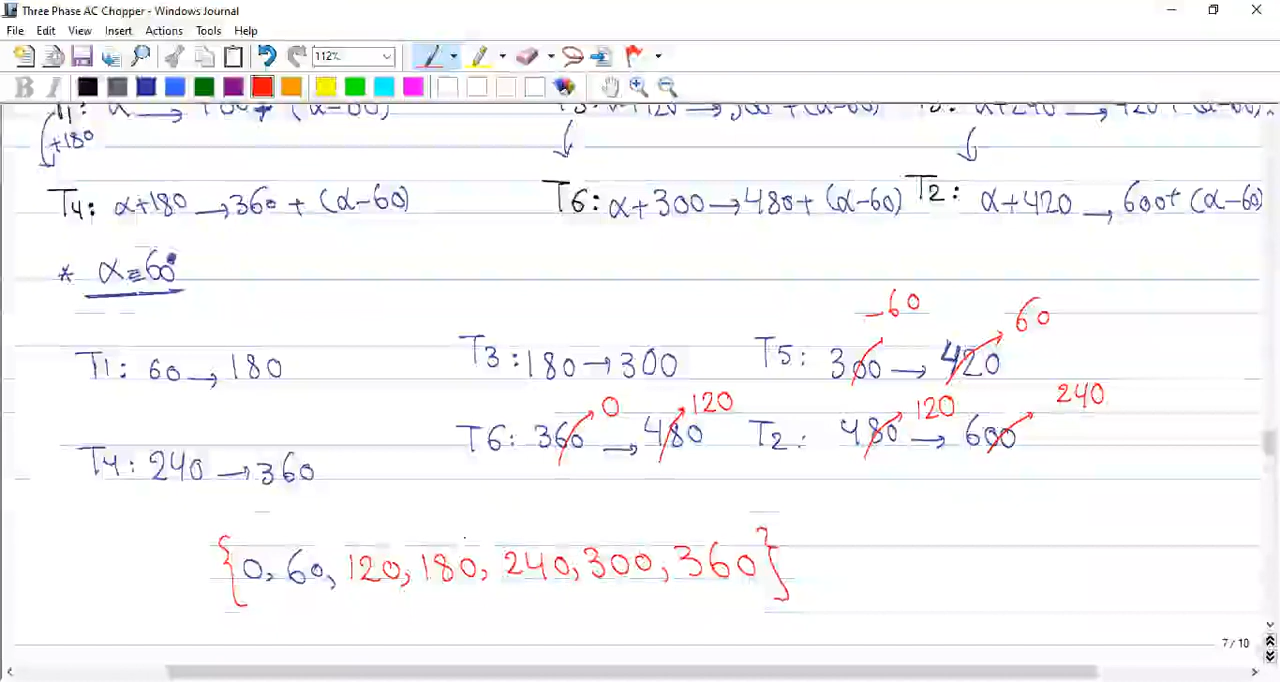 Three Phase AC Chopper - Windows Journal
File Edit View Insert Actions Tools Help
112%
B I
+180
T4: α+180 → 360 + (α-60) T6: α+300 → 480+ (α-60) T2: α+420 → 600+ (α-60)
* α=60°
-60 60
T1: 60 → 180 T3: 180 → 300 T5: 300 → 420
0 120 120 240
T6: 360 → 480 T2: 480 → 600
T4: 240 → 360
{0, 60, 120, 180, 240, 300, 360}
7 / 10